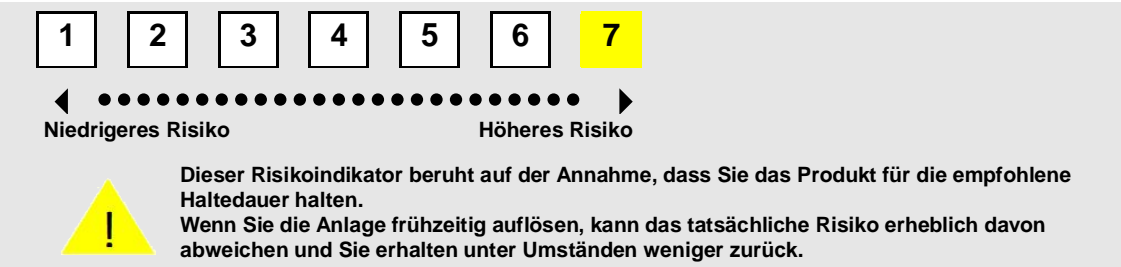 1 2 3 4 5 6 7
Niedrigeres Risiko Höheres Risiko
Dieser Risikoindikator beruht auf der Annahme, dass Sie das Produkt für die empfohlene
Haltedauer halten.
Wenn Sie die Anlage frühzeitig auflösen, kann das tatsächliche Risiko erheblich davon
abweichen und Sie erhalten unter Umständen weniger zurück.
!